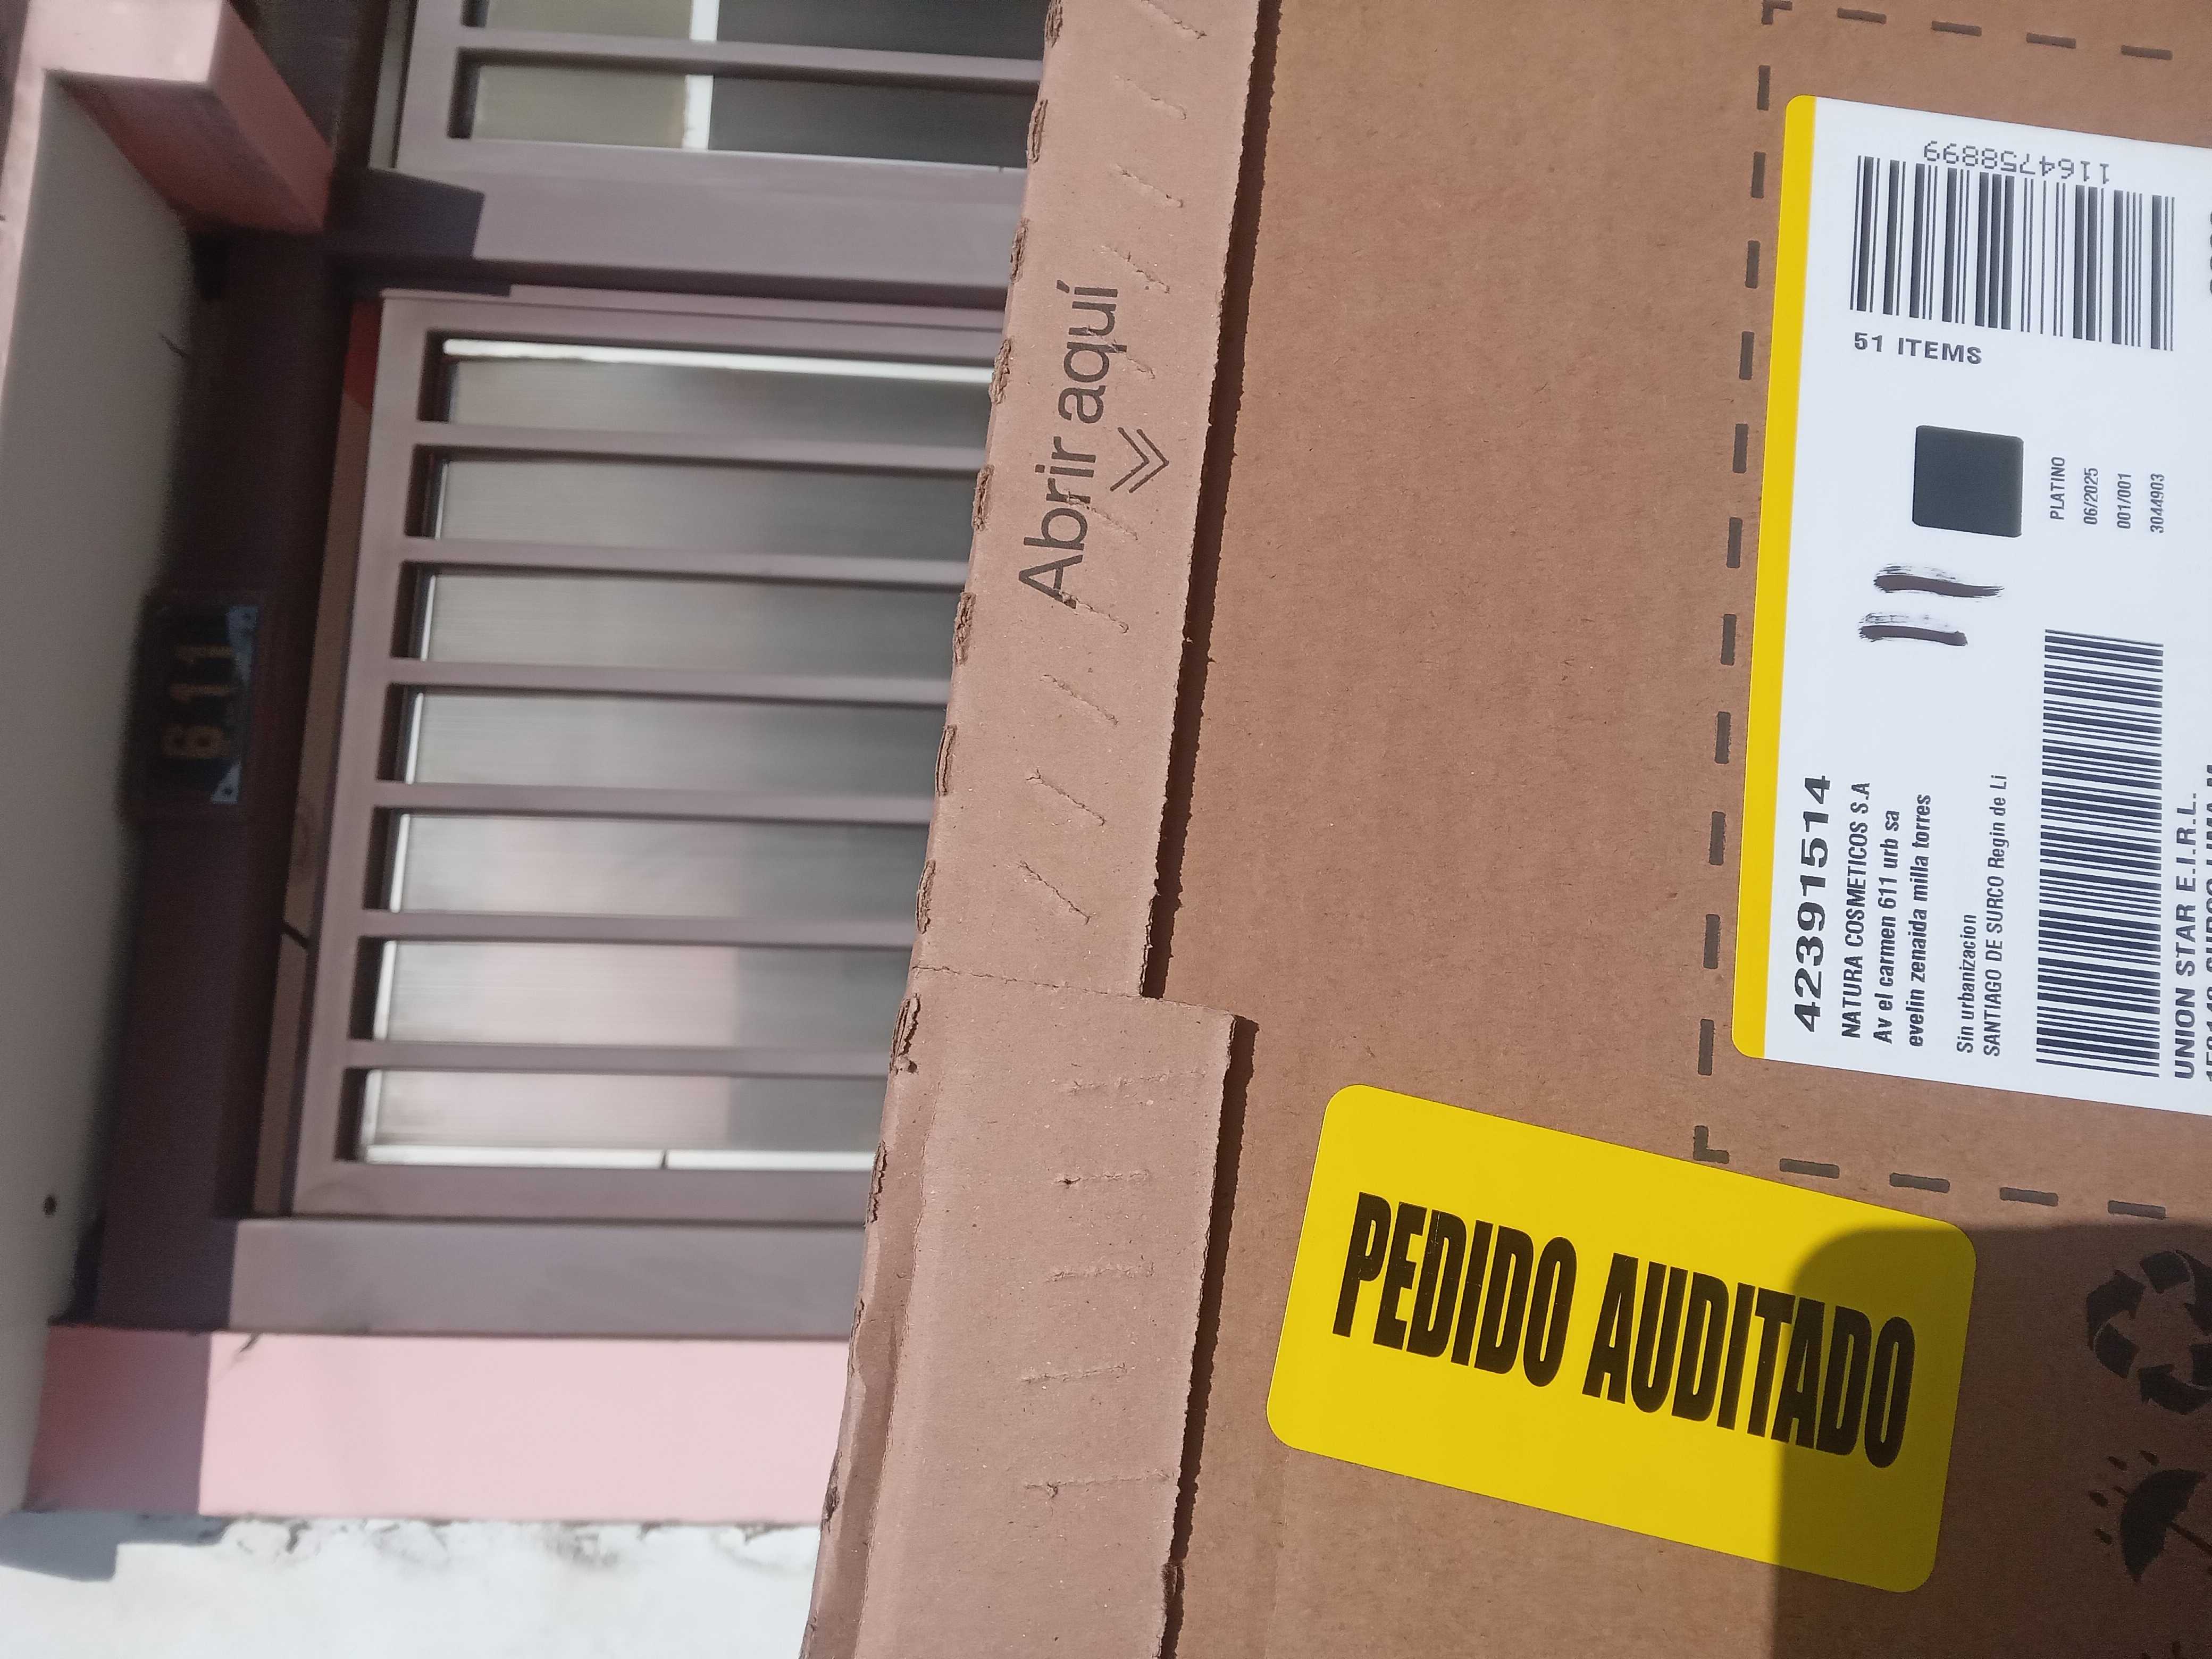 611
Abrir aquí
42391514
NATURA COSMETICOS S.A
Av el carmen 611 urb sa
evelin zenaida milla torres
Sin urbanizacion
SANTIAGO DE SURCO Regin de Li
UNION STAR E.I.R.L.
PLATINO
06/2025
001/001
3044903
51 ITEMS
1164758899
PEDIDO AUDITADO